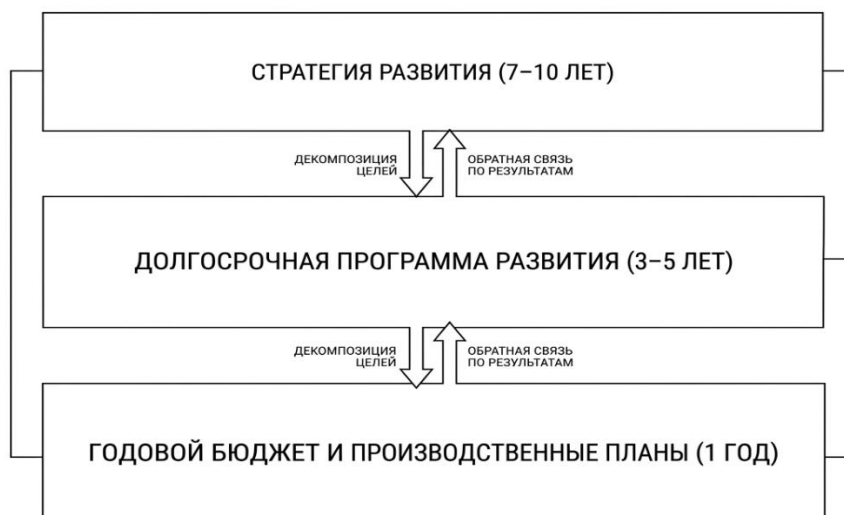 СТРАТЕГИЯ РАЗВИТИЯ (7–10 ЛЕТ)
ДЕКОМПОЗИЦИЯ
ЦЕЛЕЙ
ОБРАТНАЯ СВЯЗЬ
ПО РЕЗУЛЬТАТАМ
ДОЛГОСРОЧНАЯ ПРОГРАММА РАЗВИТИЯ (3–5 ЛЕТ)
ДЕКОМПОЗИЦИЯ
ЦЕЛЕЙ
ОБРАТНАЯ СВЯЗЬ
ПО РЕЗУЛЬТАТАМ
ГОДОВОЙ БЮДЖЕТ И ПРОИЗВОДСТВЕННЫЕ ПЛАНЫ (1 ГОД)